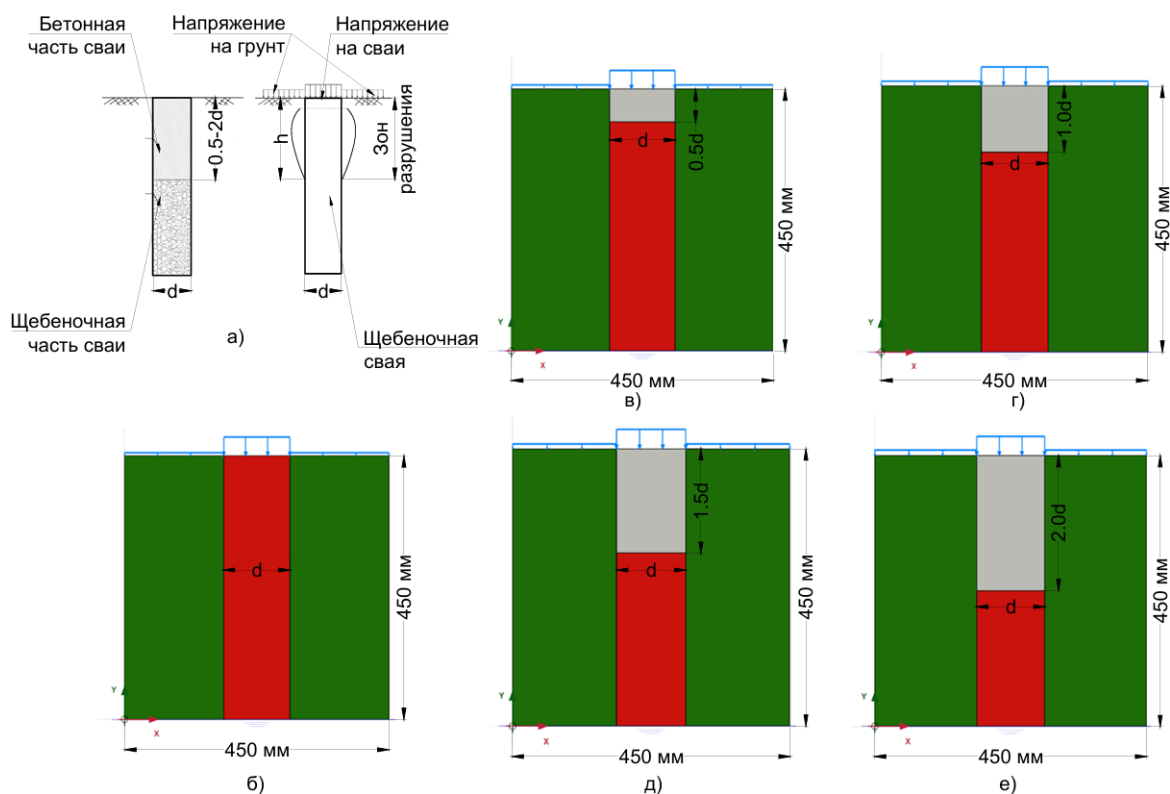 Бетонная
часть сваи
Напряжение
на грунт
Напряжение
на сваи
0.5-2d
h
Зон
разрушения
d
d
Щебеночная
часть сваи
Щебеночная
свая
а)
d
0.5d
450 мм
Y
X
450 мм
в)
d
1.0d
450 мм
Y
X
450 мм
г)
d
450 мм
Y
X
450 мм
б)
d
1.5d
450 мм
Y
X
450 мм
д)
d
2.0d
450 мм
Y
X
450 мм
е)